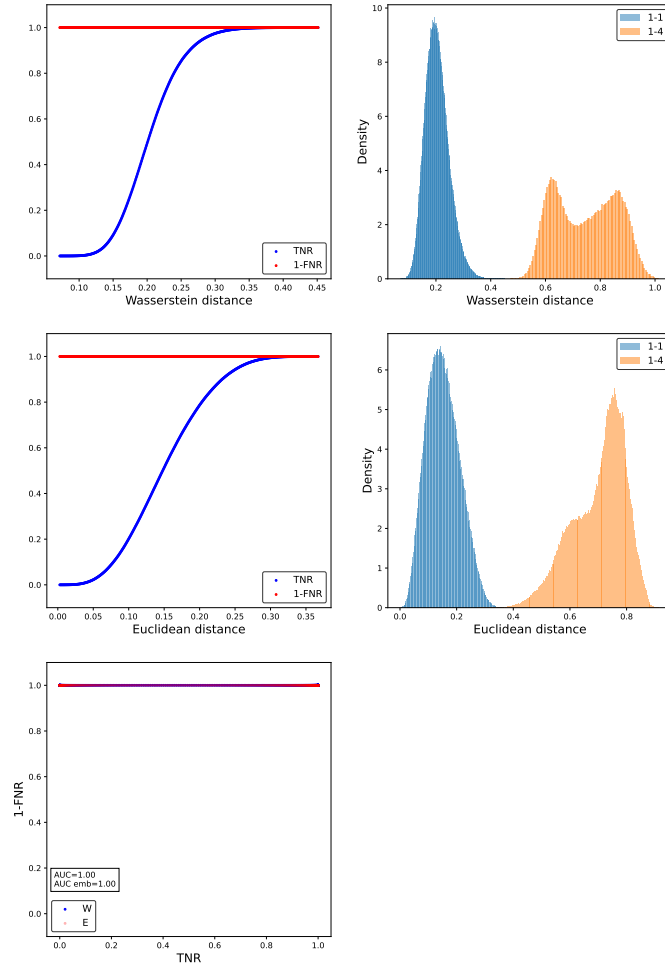 1.0
0.8
0.6
0.4
0.2
0.0
TNR
1-FNR
0.10 0.15 0.20 0.25 0.30 0.35 0.40 0.45
Wasserstein distance
10
8
6
4
2
0
Density
1-1
1-4
0.2 0.4 0.6 0.8 1.0
Wasserstein distance
1.0
0.8
0.6
0.4
0.2
0.0
TNR
1-FNR
0.00 0.05 0.10 0.15 0.20 0.25 0.30 0.35
Euclidean distance
6
5
4
3
2
1
0
Density
1-1
1-4
0.0 0.2 0.4 0.6 0.8
Euclidean distance
1.0
0.8
0.6
0.4
0.2
0.0
1-FNR
AUC=1.00
AUC emb=1.00
W
E
0.0 0.2 0.4 0.6 0.8 1.0
TNR